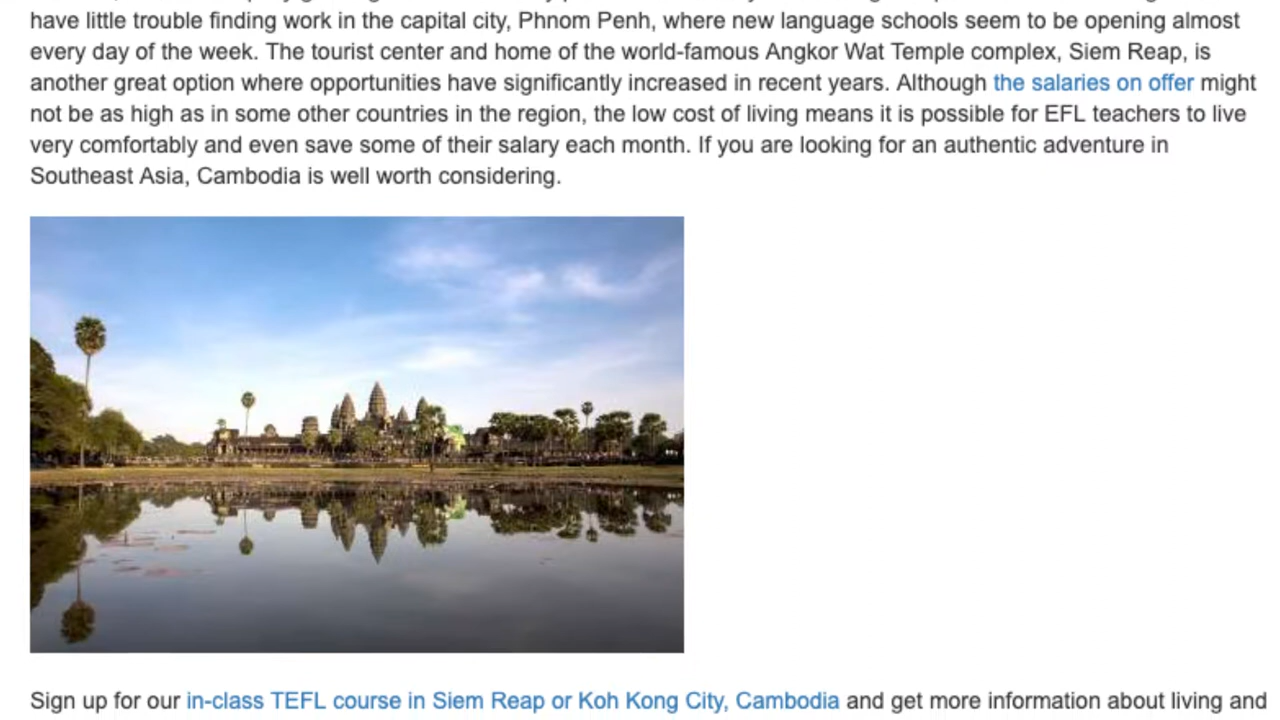 have little trouble finding work in the capital city, Phnom Penh, where new language schools seem to be opening almost
every day of the week. The tourist center and home of the world-famous Angkor Wat Temple complex, Siem Reap, is
another great option where opportunities have significantly increased in recent years. Although the salaries on offer might
not be as high as in some other countries in the region, the low cost of living means it is possible for EFL teachers to live
very comfortably and even save some of their salary each month. If you are looking for an authentic adventure in
Southeast Asia, Cambodia is well worth considering.
Sign up for our in-class TEFL course in Siem Reap or Koh Kong City, Cambodia and get more information about living and